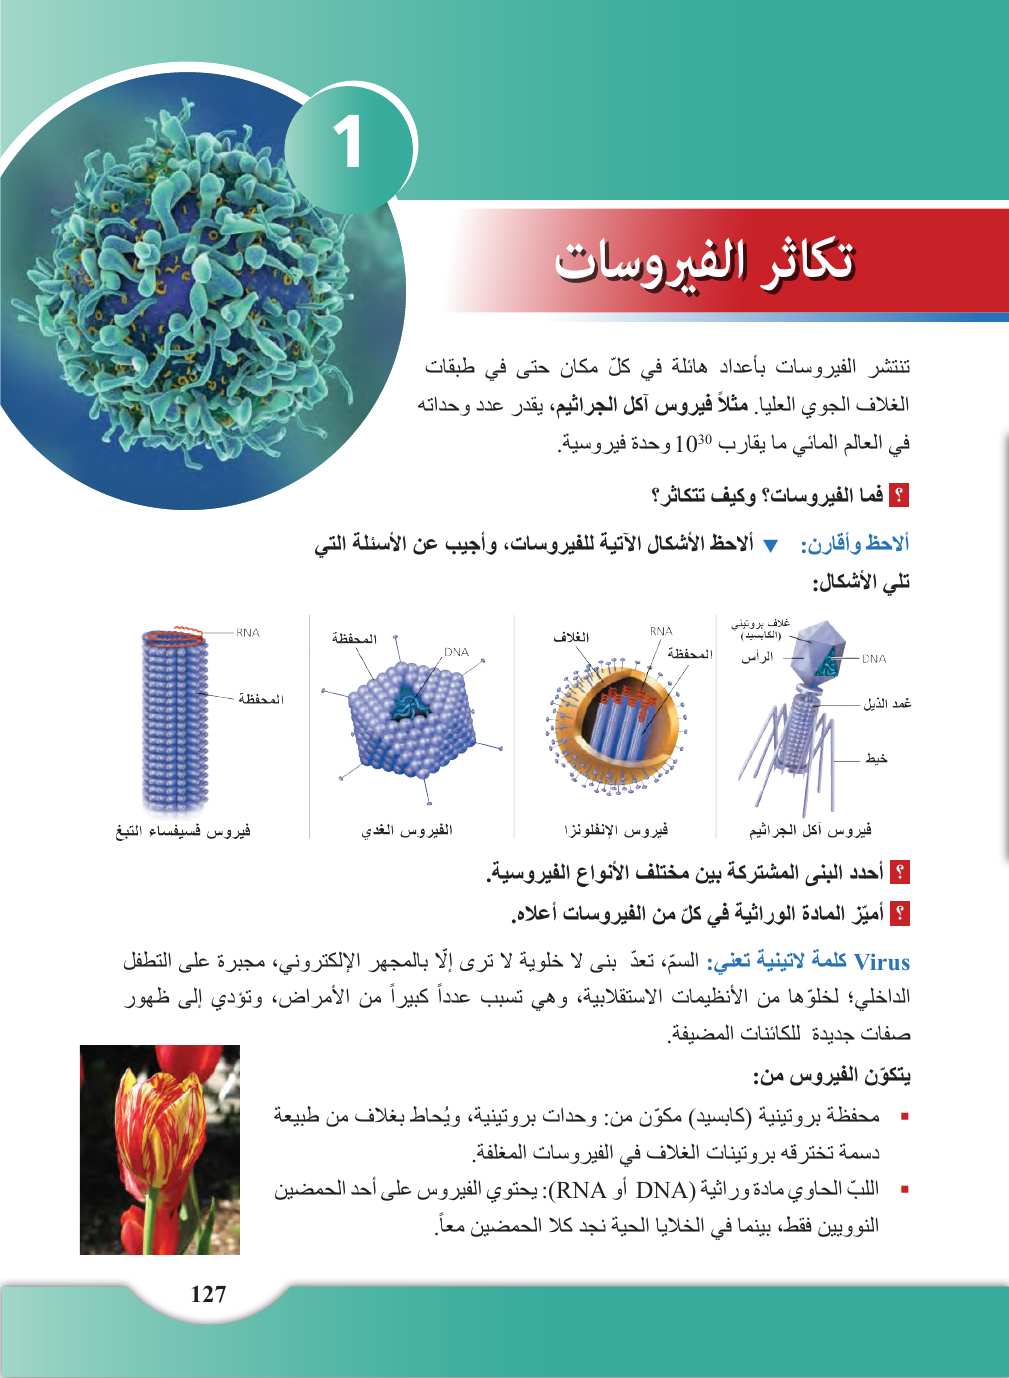 1
تكاثر الفيروسات
تنتشر الفيروسات بأعداد هائلة في كلّ مكان حتى في طبقات
الغلاف الجوي العليا. مثلاً فيروس آكل الجراثيم، يقدر عدد وحداته
في العالم المائي ما يقارب 10³⁰ وحدة فيروسية.
؟ فما الفيروسات؟ وكيف تتكاثر؟
ألاحظ وأقارن: ▼ ألاحظ الأشكال الآتية للفيروسات، وأجيب عن الأسئلة التي
تلي الأشكال:
غلاف بروتيني
(الكابسيد)
الرأس
DNA
غمد الذيل
خيط
فيروس آكل الجراثيم
الغلاف
RNA
المحفظة
فيروس الإنفلونزا
المحفظة
DNA
الفيروس الغدي
RNA
المحفظة
فيروس فسيفساء التبغ
؟ أحدد البنى المشتركة بين مختلف الأنواع الفيروسية.
؟ أميّز المادة الوراثية في كلّ من الفيروسات أعلاه.
Virus كلمة لاتينية تعني: السمّ، تعدّ بنى لا خلوية لا ترى إلّا بالمجهر الإلكتروني، مجبرة على التطفل
الداخلي؛ لخلوّها من الأنظيمات الاستقلابية، وهي تسبب عدداً كبيراً من الأمراض، وتؤدي إلى ظهور
صفات جديدة للكائنات المضيفة.
يتكوّن الفيروس من:
▪ محفظة بروتينية (كابسيد) مكوّن من: وحدات بروتينية، ويُحاط بغلاف من طبيعة
دسمة تخترقه بروتينات الغلاف في الفيروسات المغلفة.
▪ اللبّ الحاوي مادة وراثية (DNA أو RNA): يحتوي الفيروس على أحد الحمضين
النوويين فقط، بينما في الخلايا الحية نجد كلا الحمضين معاً.
127